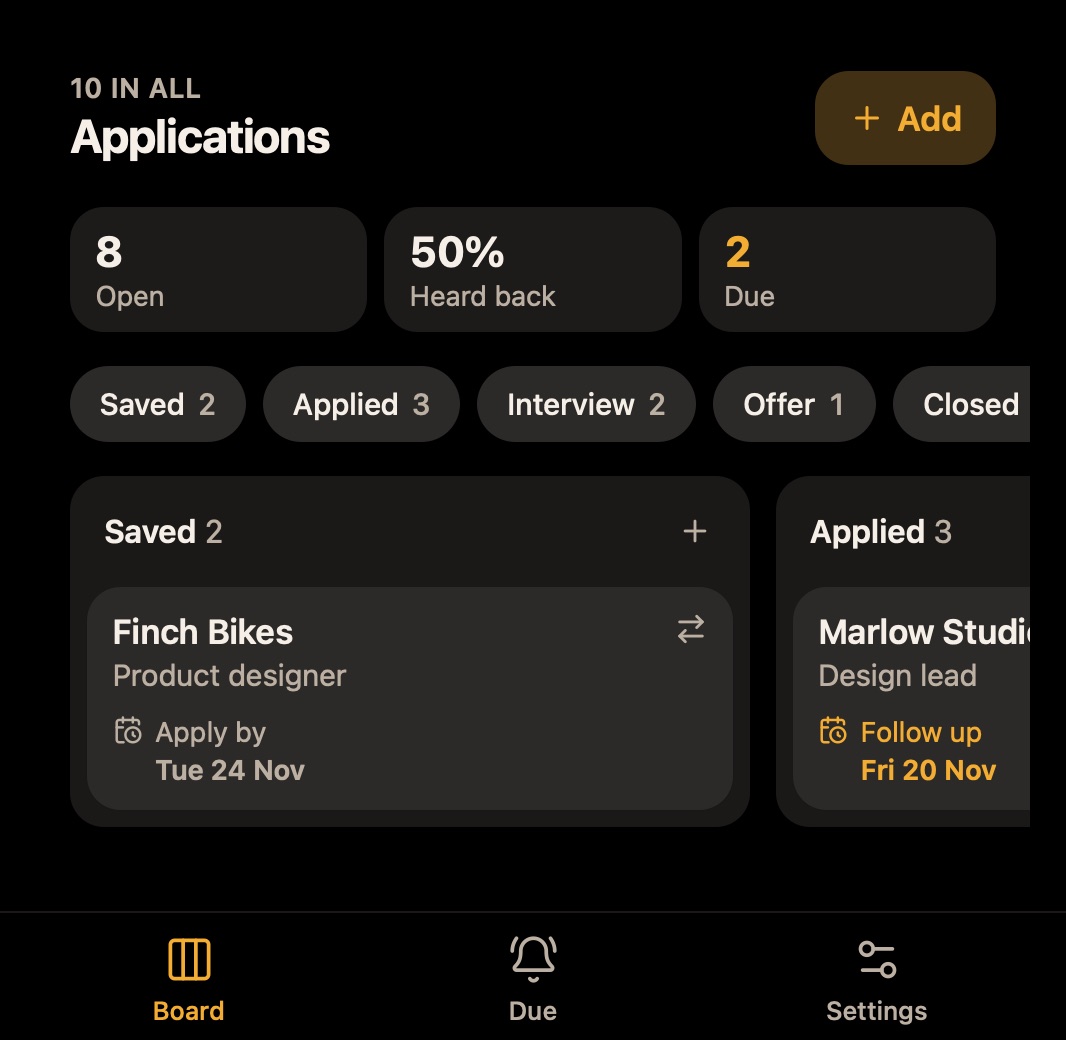 10 IN ALL
Applications
+ Add
8
Open
50%
Heard back
2
Due
Saved 2
Applied 3
Interview 2
Offer 1
Closed
Saved 2
Finch Bikes
Product designer
Apply by
Tue 24 Nov
Applied 3
Marlow
Design lead
Follow up
Fri 20 Nov
Board
Due
Settings